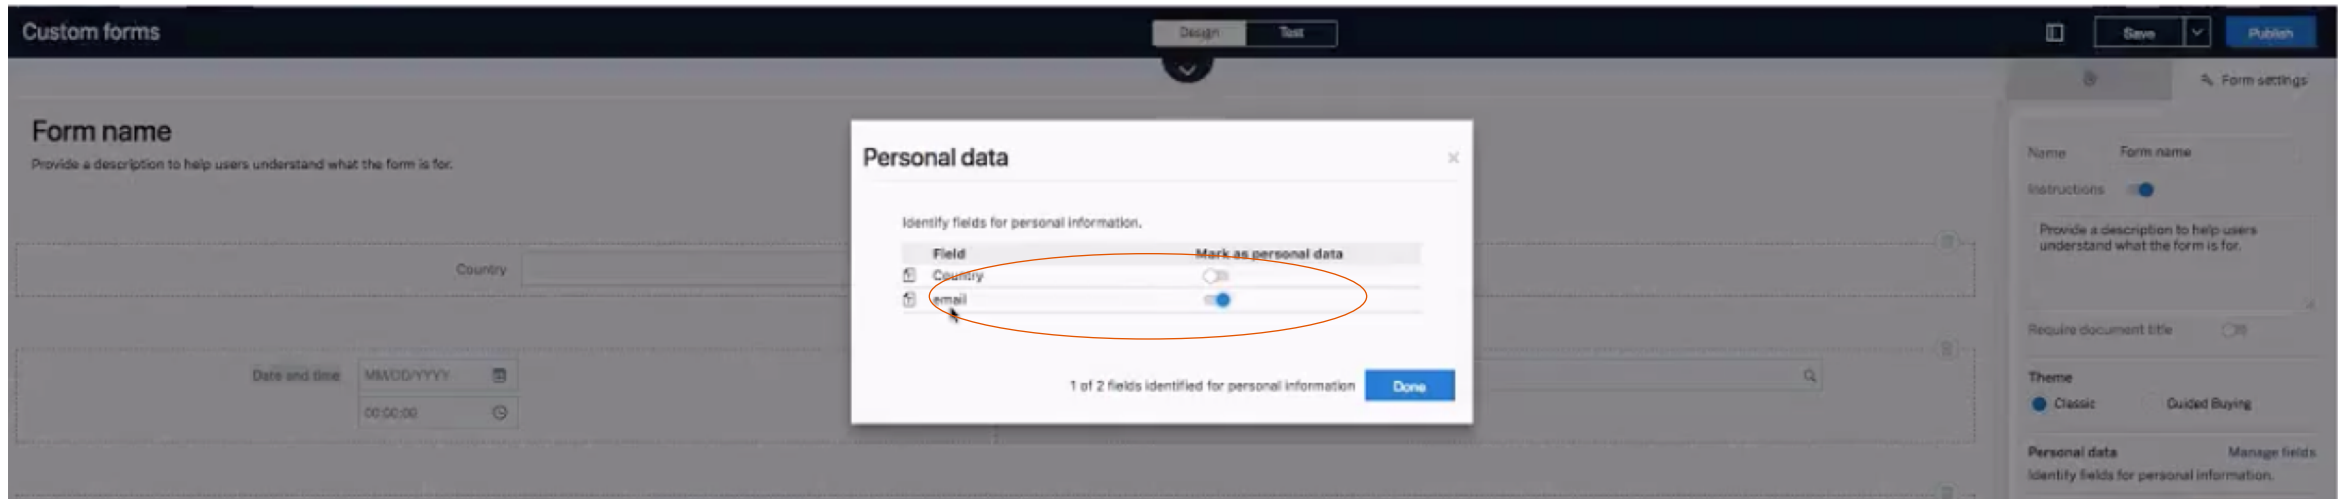 Custom forms
Design
Test
Save
Publish
Form settings
Form name
Provide a description to help users understand what the form is for.
Country
Date and time
MM/DD/YYYY
00:00:00
Personal data
Identify fields for personal information.
Field Mark as personal data
Country
email
1 of 2 fields identified for personal information
Done
Name Form name
Instructions
Provide a description to help users
understand what the form is for.
Require document title
Theme
Classic Guided Buying
Personal data Manage fields
Identify fields for personal information.